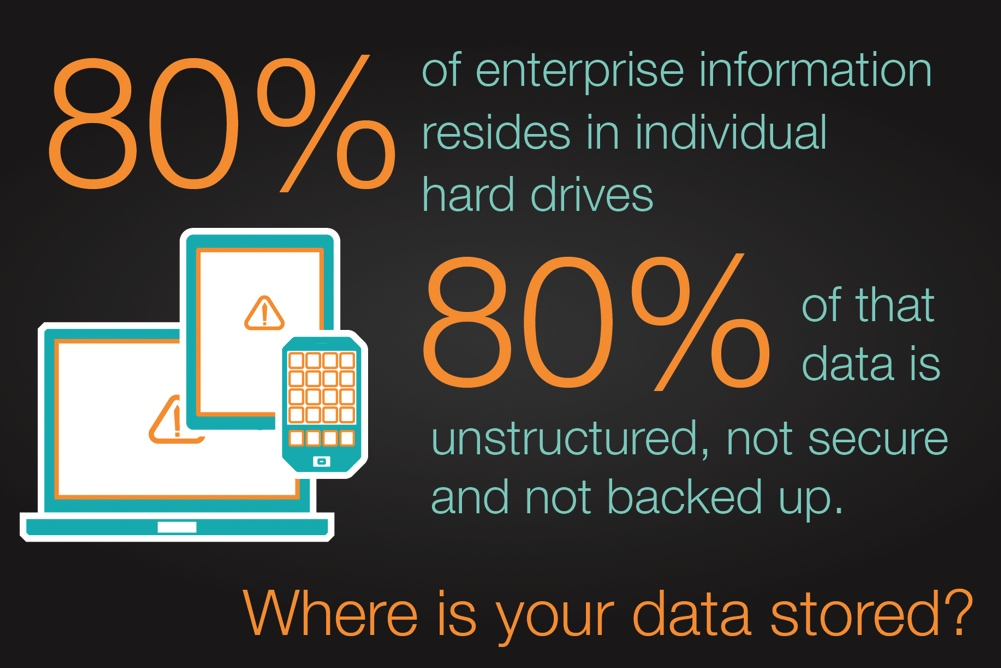 80% of enterprise information
resides in individual
hard drives
80% of that
data is
unstructured, not secure
and not backed up.
Where is your data stored?